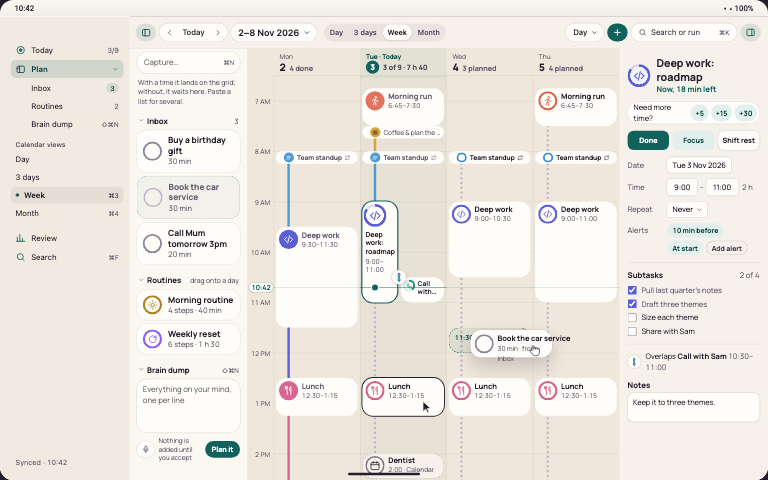 10:42
100%
Today 3/9
Plan
Inbox 3
Routines 2
Brain dump ⇧⌘N
Calendar views
Day
3 days
Week ⌘3
Month ⌘4
Review
Search ⌘F
Synced · 10:42
Today
2–8 Nov 2026
Day
3 days
Week
Month
Day
Search or run ⌘K
Capture... ⌘N
With a time it lands on the grid;
without, it waits here. Paste a
list for several.
Inbox 3
Buy a birthday
gift
30 min
Book the car
service
30 min
Call Mum
tomorrow 3pm
20 min
Routines drag onto a day
Morning routine
4 steps · 40 min
Weekly reset
6 steps · 1 h 30
Brain dump ⇧⌘N
Everything on your mind,
one per line
Nothing is
added until
you accept
Plan it
Mon
2 4 done
Tue · Today
3 3 of 9 · 7 h 40
Wed
4 3 planned
Thu
5 4 planned
7 AM
8 AM
9 AM
10 AM
10:42
11 AM
12 PM
1 PM
2 PM
Team standup
Deep work
9:30–11:30
Lunch
12:30–1:15
Morning run
6:45–7:30
Coffee & plan the ...
Team standup
Deep
work:
roadmap
9:00–
11:00
Call
with...
Lunch
12:30–1:15
Dentist
2:00 · Calendar
Team standup
Deep work
9:00–10:30
11:30
Book the car service
30 min · from
inbox
Lunch
12:30–1:15
Morning run
6:45–7:30
Team standup
Deep work
9:00–11:00
Lunch
12:30–1:15
Deep work:
roadmap
Now, 18 min left
Need more
time?
+5
+15
+30
Done
Focus
Shift rest
Date Tue 3 Nov 2026
Time 9:00 – 11:00 2 h
Repeat Never
Alerts 10 min before
At start
Add alert
Subtasks 2 of 4
Pull last quarter's notes
Draft three themes
Size each theme
Share with Sam
Overlaps Call with Sam 10:30–
11:00
Notes
Keep it to three themes.